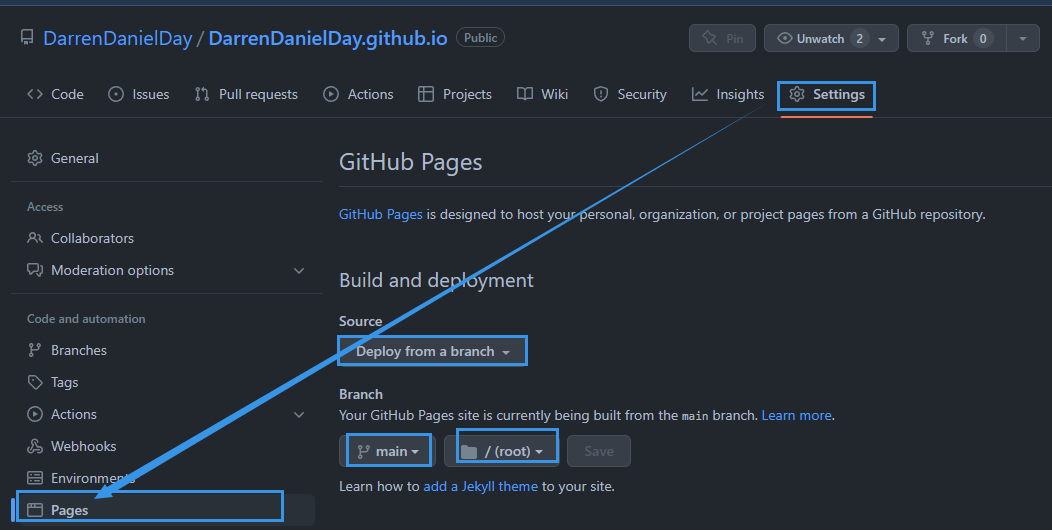 DarrenDanielDay / DarrenDanielDay.github.io Public
Pin Unwatch 2 Fork 0
Code Issues Pull requests Actions Projects Wiki Security Insights Settings
General
Access
Collaborators
Moderation options
Code and automation
Branches
Tags
Actions
Webhooks
Environments
Pages
GitHub Pages
GitHub Pages is designed to host your personal, organization, or project pages from a GitHub repository.
Build and deployment
Source
Deploy from a branch
Branch
Your GitHub Pages site is currently being built from the main branch. Learn more.
main / (root) Save
Learn how to add a Jekyll theme to your site.